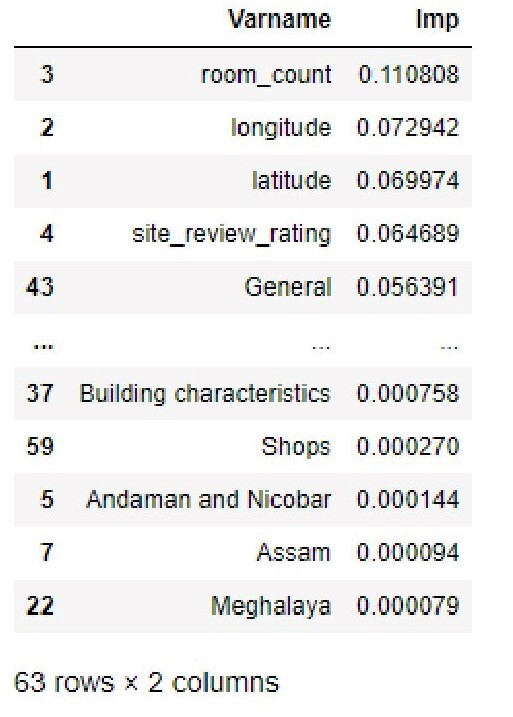 Varname Imp
3 room_count 0.110808
2 longitude 0.072942
1 latitude 0.069974
4 site_review_rating 0.064689
43 General 0.056391
... ... ...
37 Building characteristics 0.000758
59 Shops 0.000270
5 Andaman and Nicobar 0.000144
7 Assam 0.000094
22 Meghalaya 0.000079
63 rows × 2 columns